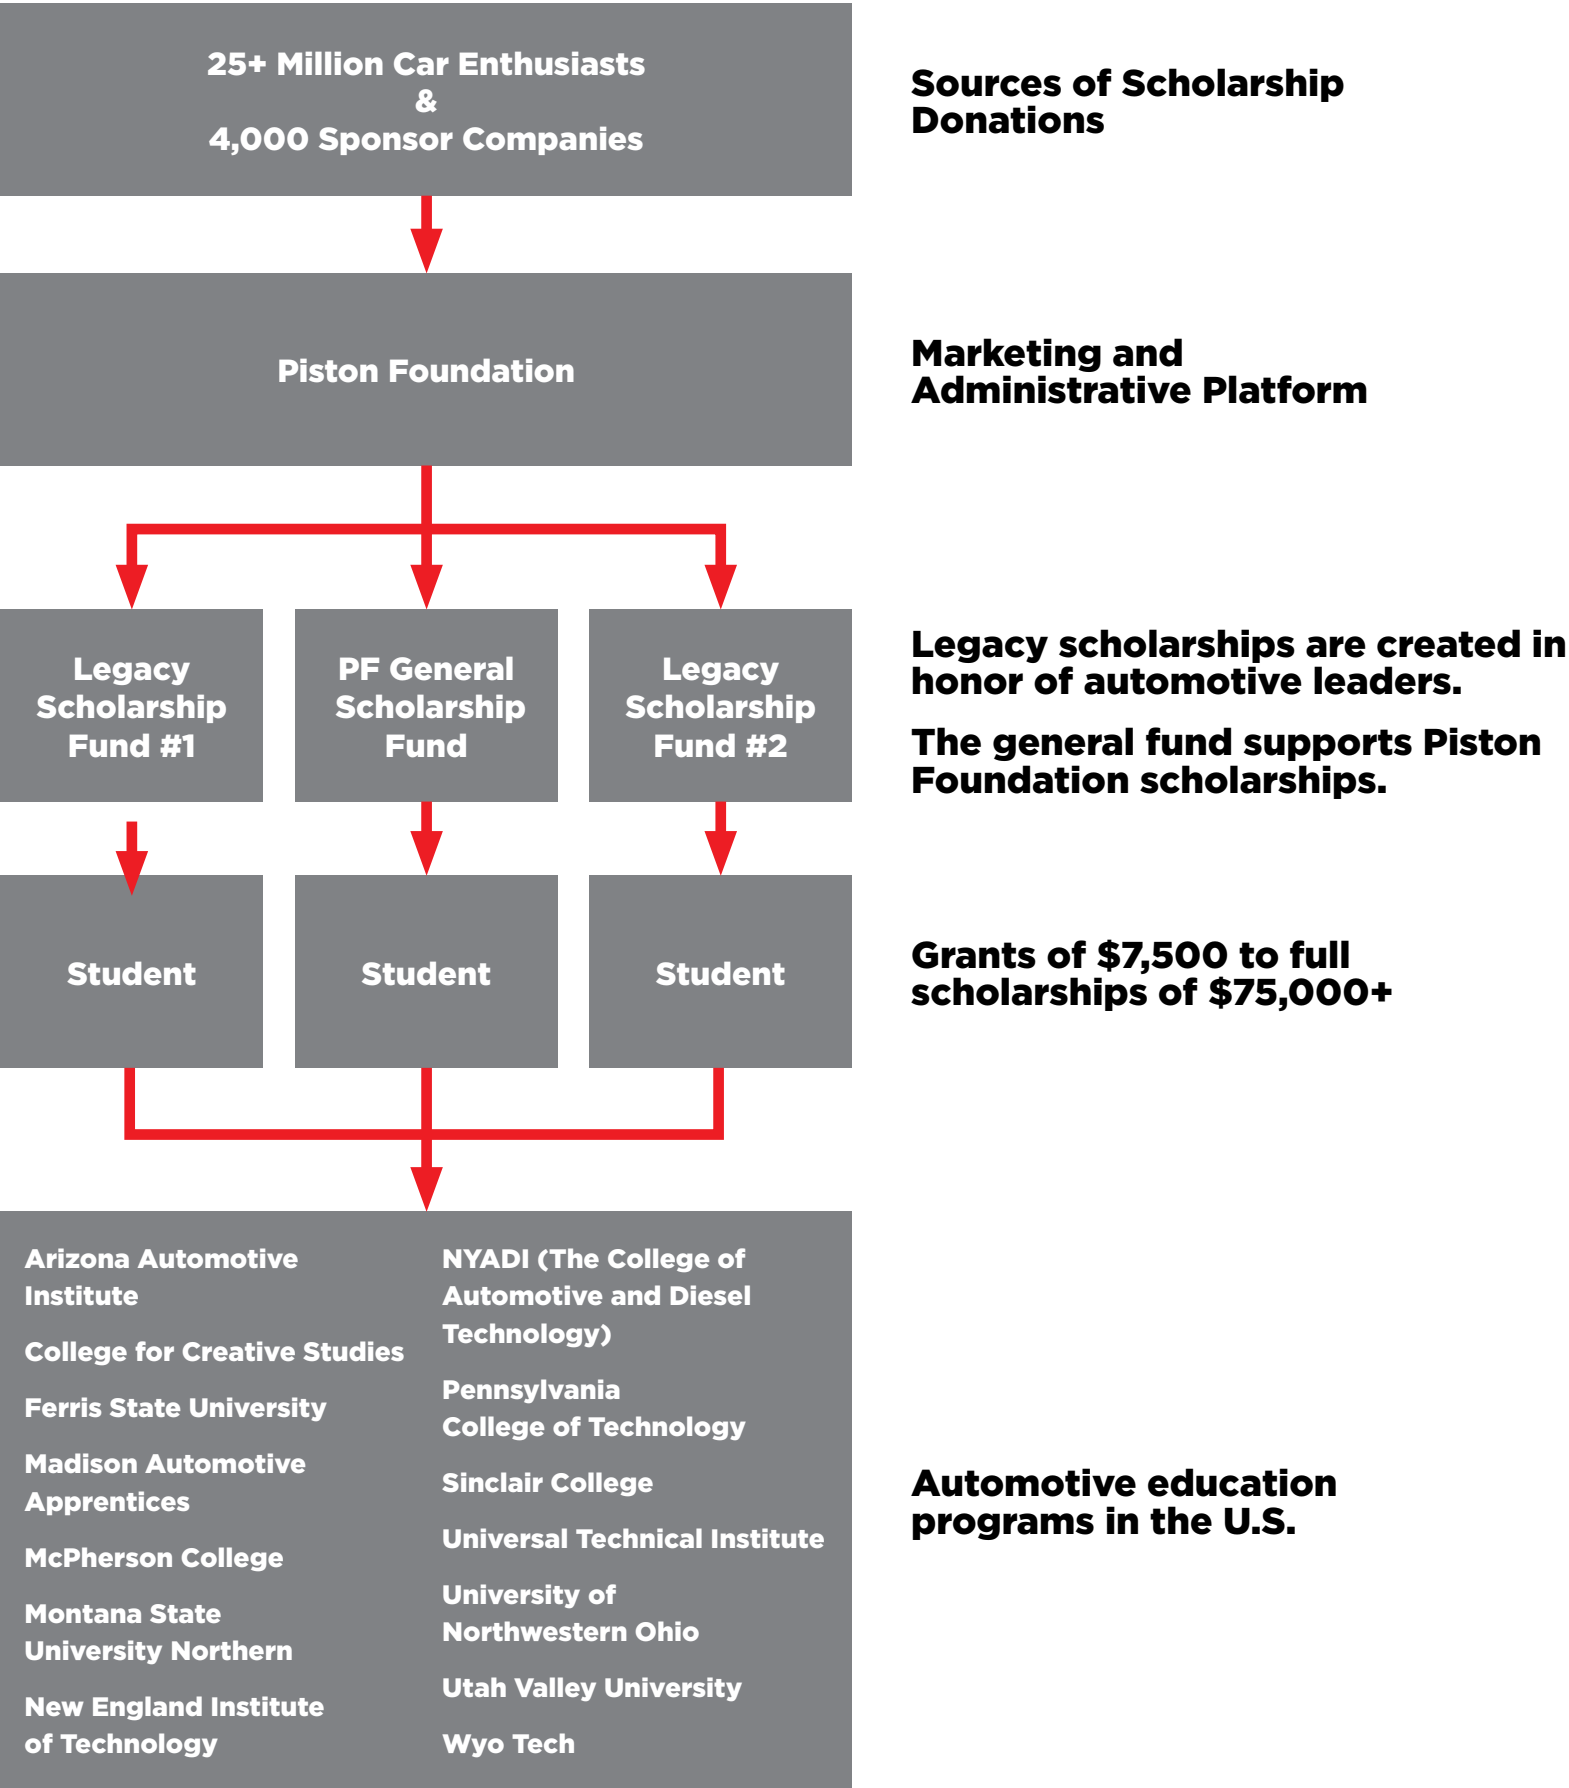 25+ Million Car Enthusiasts
&
4,000 Sponsor Companies
Sources of Scholarship
Donations
Piston Foundation
Marketing and
Administrative Platform
Legacy
Scholarship
Fund #1
PF General
Scholarship
Fund
Legacy
Scholarship
Fund #2
Legacy scholarships are created in
honor of automotive leaders.
The general fund supports Piston
Foundation scholarships.
Student
Student
Student
Grants of $7,500 to full
scholarships of $75,000+
Arizona Automotive
Institute
College for Creative Studies
Ferris State University
Madison Automotive
Apprentices
McPherson College
Montana State
University Northern
New England Institute
of Technology
NYADI (The College of
Automotive and Diesel
Technology)
Pennsylvania
College of Technology
Sinclair College
Universal Technical Institute
University of
Northwestern Ohio
Utah Valley University
Wyo Tech
Automotive education
programs in the U.S.